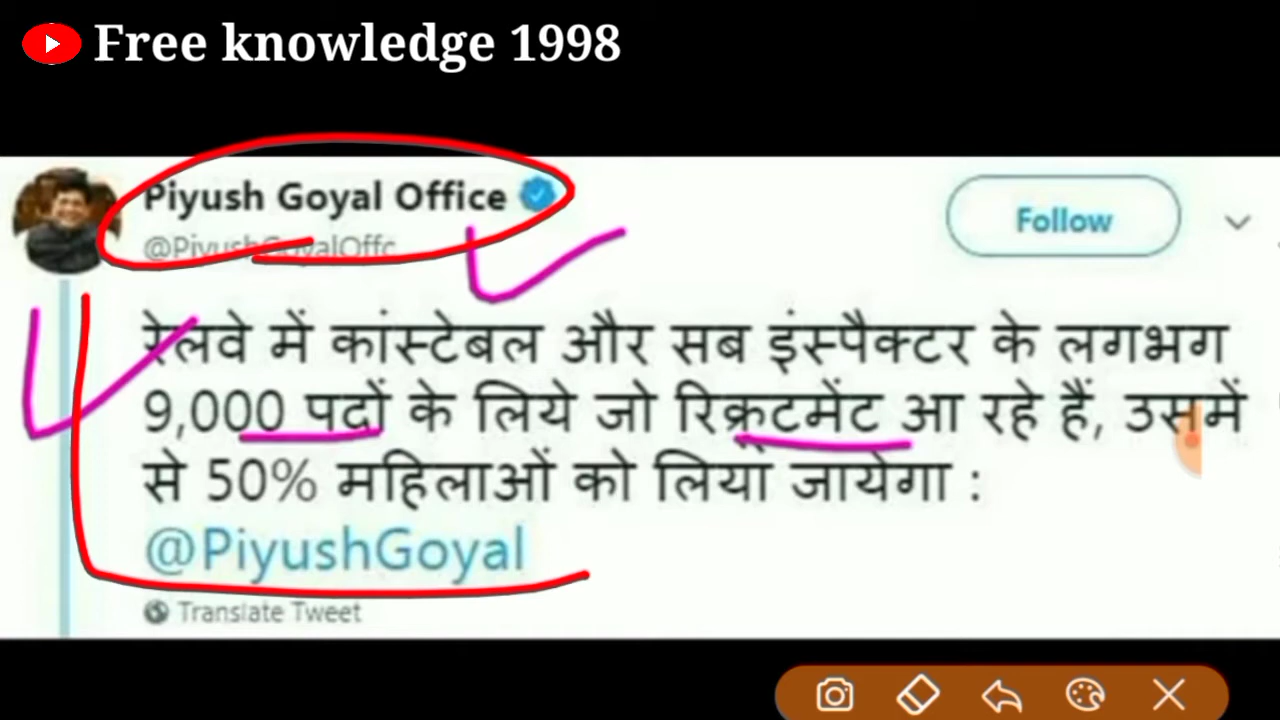 Free knowledge 1998
Piyush Goyal Office
@PiyushGoyalOffc
Follow
रेलवे में कांस्टेबल और सब इंस्पैक्टर के लगभग
9,000 पदों के लिये जो रिक्रूटमेंट आ रहे हैं, उसमें
से 50% महिलाओं को लिया जायेगा :
@PiyushGoyal
Translate Tweet